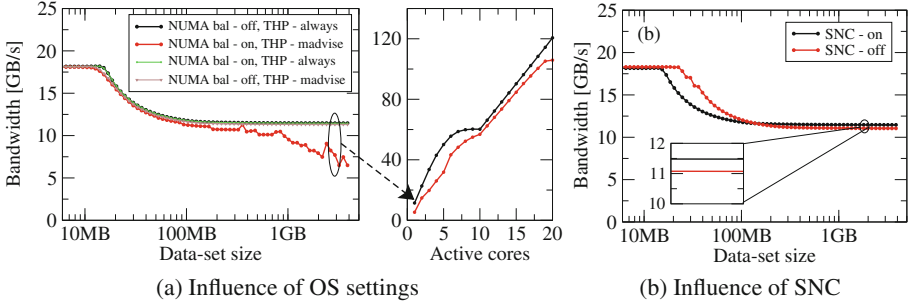 Bandwidth [GB/s]
25
20
15
10
5
0
NUMA bal - off, THP - always
NUMA bal - on, THP - madvise
NUMA bal - on, THP - always
NUMA bal - off, THP - madvise
10MB 100MB 1GB
Data-set size
120
80
40
0
0 5 10 15 20
Active cores
(a) Influence of OS settings
Bandwidth [GB/s]
25
20
15
10
5
0
(b)
SNC - on
SNC - off
12
11
10
10MB 100MB 1GB
Data-set size
(b) Influence of SNC